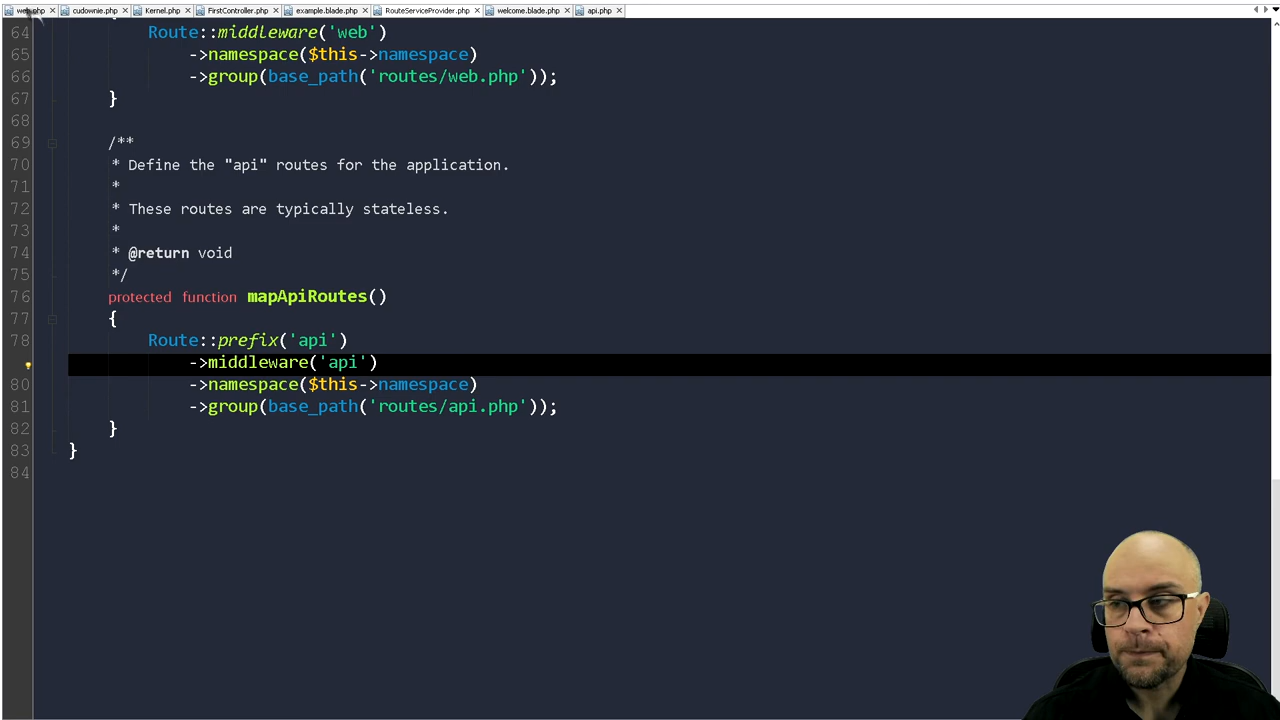 web.php cudownie.php Kernel.php FirstController.php example.blade.php RouteServiceProvider.php welcome.blade.php api.php
64 Route::middleware('web')
65 ->namespace($this->namespace)
66 ->group(base_path('routes/web.php'));
67 }
68
69 /**
70 * Define the "api" routes for the application.
71 *
72 * These routes are typically stateless.
73 *
74 * @return void
75 */
76 protected function mapApiRoutes()
77 {
78 Route::prefix('api')
->middleware('api')
80 ->namespace($this->namespace)
81 ->group(base_path('routes/api.php'));
82 }
83 }
84